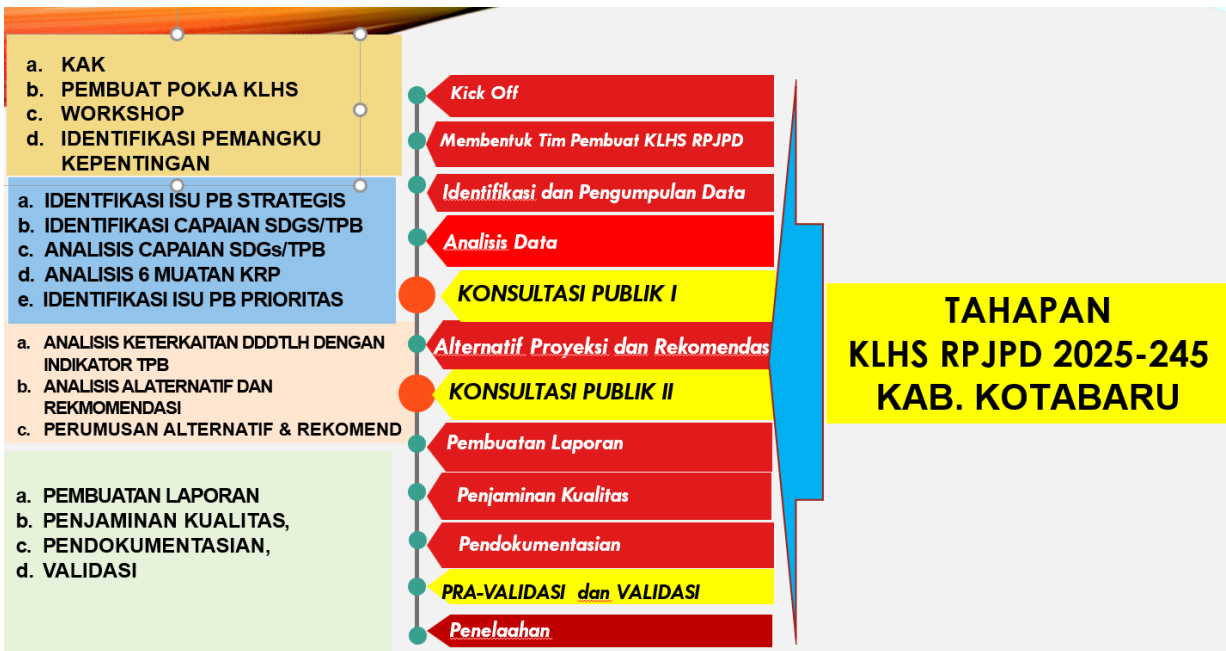 a. KAK
b. PEMBUAT POKJA KLHS
c. WORKSHOP
d. IDENTIFIKASI PEMANGKU
KEPENTINGAN
a. IDENTFIKASI ISU PB STRATEGIS
b. IDENTIFIKASI CAPAIAN SDGS/TPB
c. ANALISIS CAPAIAN SDGs/TPB
d. ANALISIS 6 MUATAN KRP
e. IDENTIFIKASI ISU PB PRIORITAS
a. ANALISIS KETERKAITAN DDDTLH DENGAN
INDIKATOR TPB
b. ANALISIS ALATERNATIF DAN
REKMOMENDASI
c. PERUMUSAN ALTERNATIF & REKOMEND
a. PEMBUATAN LAPORAN
b. PENJAMINAN KUALITAS,
c. PENDOKUMENTASIAN,
d. VALIDASI
Kick Off
Membentuk Tim Pembuat KLHS RPJPD
Identifikasi dan Pengumpulan Data
Analisis Data
KONSULTASI PUBLIK I
Alternatif Proyeksi dan Rekomendas
KONSULTASI PUBLIK II
Pembuatan Laporan
Penjaminan Kualitas
Pendokumentasian
PRA-VALIDASI dan VALIDASI
Penelaahan
TAHAPAN
KLHS RPJPD 2025-245
KAB. KOTABARU